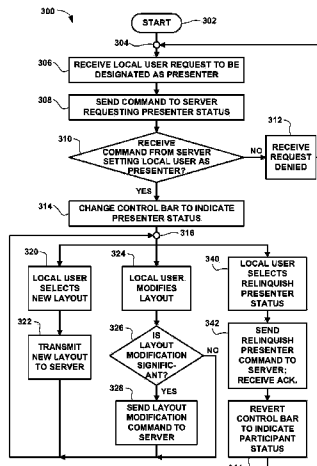 300
START
302
304
306
RECEIVE LOCAL USER REQUEST TO BE
DESIGNATED AS PRESENTER
308
SEND COMMAND TO SERVER
REQUESTING PRESENTER STATUS
310
RECEIVE
COMMAND FROM SERVER
SETTING LOCAL USER AS
PRESENTER?
NO
312
RECEIVE
REQUEST
DENIED
YES
314
CHANGE CONTROL BAR TO INDICATE
PRESENTER STATUS
316
320
LOCAL USER
SELECTS
NEW LAYOUT
322
TRANSMIT
NEW LAYOUT
TO SERVER
324
LOCAL USER
MODIFIES
LAYOUT
326
IS
LAYOUT
MODIFICATION
SIGNIFIC-
ANT?
NO
YES
328
SEND LAYOUT
MODIFICATION
COMMAND TO
SERVER
340
LOCAL USER
SELECTS
RELINQUISH
PRESENTER
STATUS
342
SEND
RELINQUISH
PRESENTER
COMMAND TO
SERVER;
RECEIVE ACK.
REVERT
CONTROL BAR
TO INDICATE
PARTICIPANT
STATUS